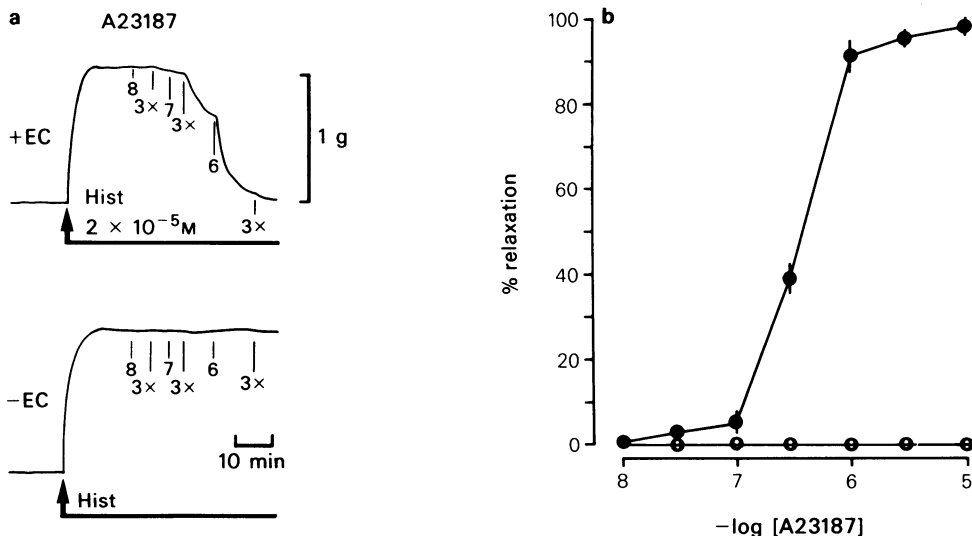 a
A23187
+EC
8
3×
7
3×
6
3×
1 g
Hist
2 × 10⁻⁵M
−EC
8
3×
7
3×
6
3×
10 min
Hist
b
% relaxation
100
80
60
40
20
0
8 7 6 5
−log [A23187]